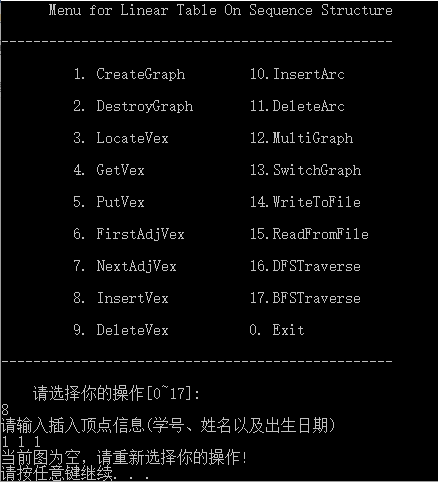 Menu for Linear Table On Sequence Structure
-------------------------------------------------
1. CreateGraph 10.InsertArc
2. DestroyGraph 11.DeleteArc
3. LocateVex 12.MultiGraph
4. GetVex 13.SwitchGraph
5. PutVex 14.WriteToFile
6. FirstAdjVex 15.ReadFromFile
7. NextAdjVex 16.DFSTraverse
8. InsertVex 17.BFSTraverse
9. DeleteVex 0. Exit
-------------------------------------------------
请选择你的操作[0~17]:
8
请输入插入顶点信息(学号、姓名以及出生日期)
1 1 1
当前图为空，请重新选择你的操作!
请按任意键继续. . .